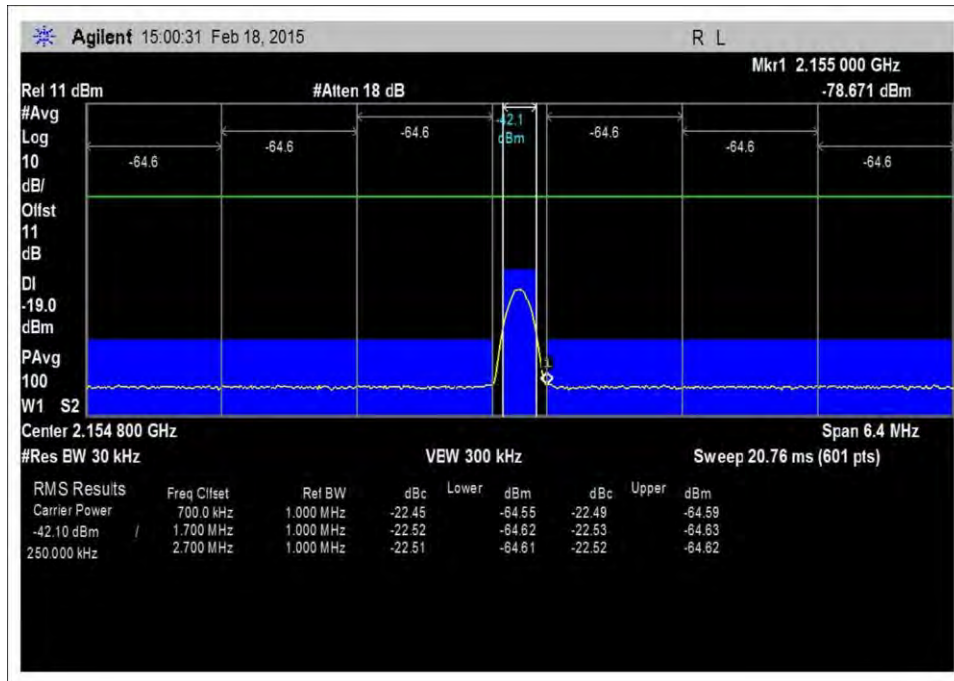 Agilent 15:00:31 Feb 18, 2015 R L
Mkr1 2.155 000 GHz
Rel 11 dBm #Atten 18 dB -78.671 dBm
#Avg
Log
10
dB/
Offst
11
dB
DI
-19.0
dBm
PAvg
100
W1 S2
-64.6
-64.6
-64.6
-42.1
dBm
-64.6
-64.6
-64.6
1
Center 2.154 800 GHz Span 6.4 MHz
#Res BW 30 kHz VBW 300 kHz Sweep 20.76 ms (601 pts)
RMS Results Freq Offset Ref BW dBc Lower dBm dBc Upper dBm
Carrier Power 700.0 kHz 1.000 MHz -22.45 -64.55 -22.49 -64.59
-42.10 dBm / 1.700 MHz 1.000 MHz -22.52 -64.62 -22.53 -64.63
250.000 kHz 2.700 MHz 1.000 MHz -22.51 -64.61 -22.52 -64.62